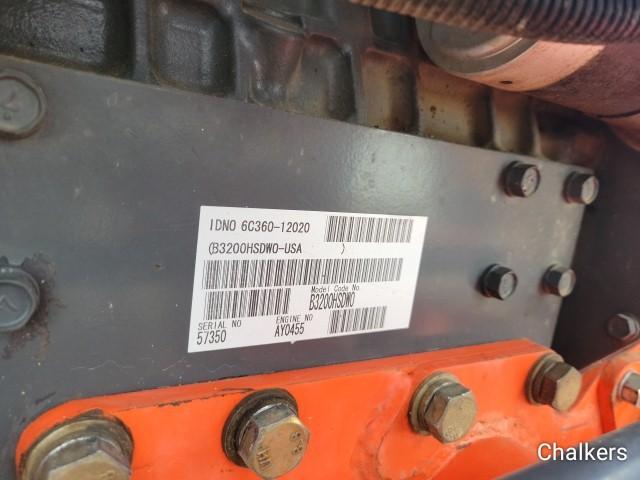 IDNO 6C360-12020
(B3200HSDWO-USA )
Model Code No.
B3200HSDWO
SERIAL NO
57350
ENGINE NO
AY0455
Chalkers